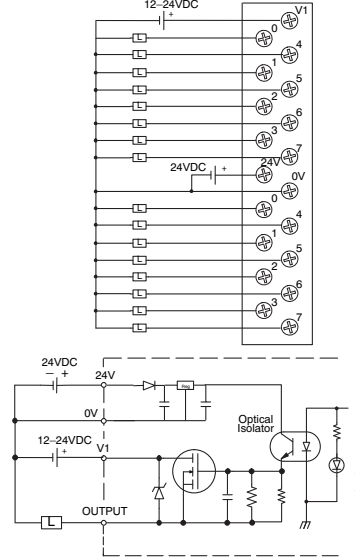 12–24VDC
+
V1
L
0
L
4
L
1
L
5
L
2
L
6
L
3
L
7
24VDC
+
24V
0V
L
0
L
4
L
1
L
5
L
2
L
6
L
3
L
7
24VDC
– +
24V
Reg
0V
Optical
Isolator
12–24VDC
+
V1
OUTPUT
L